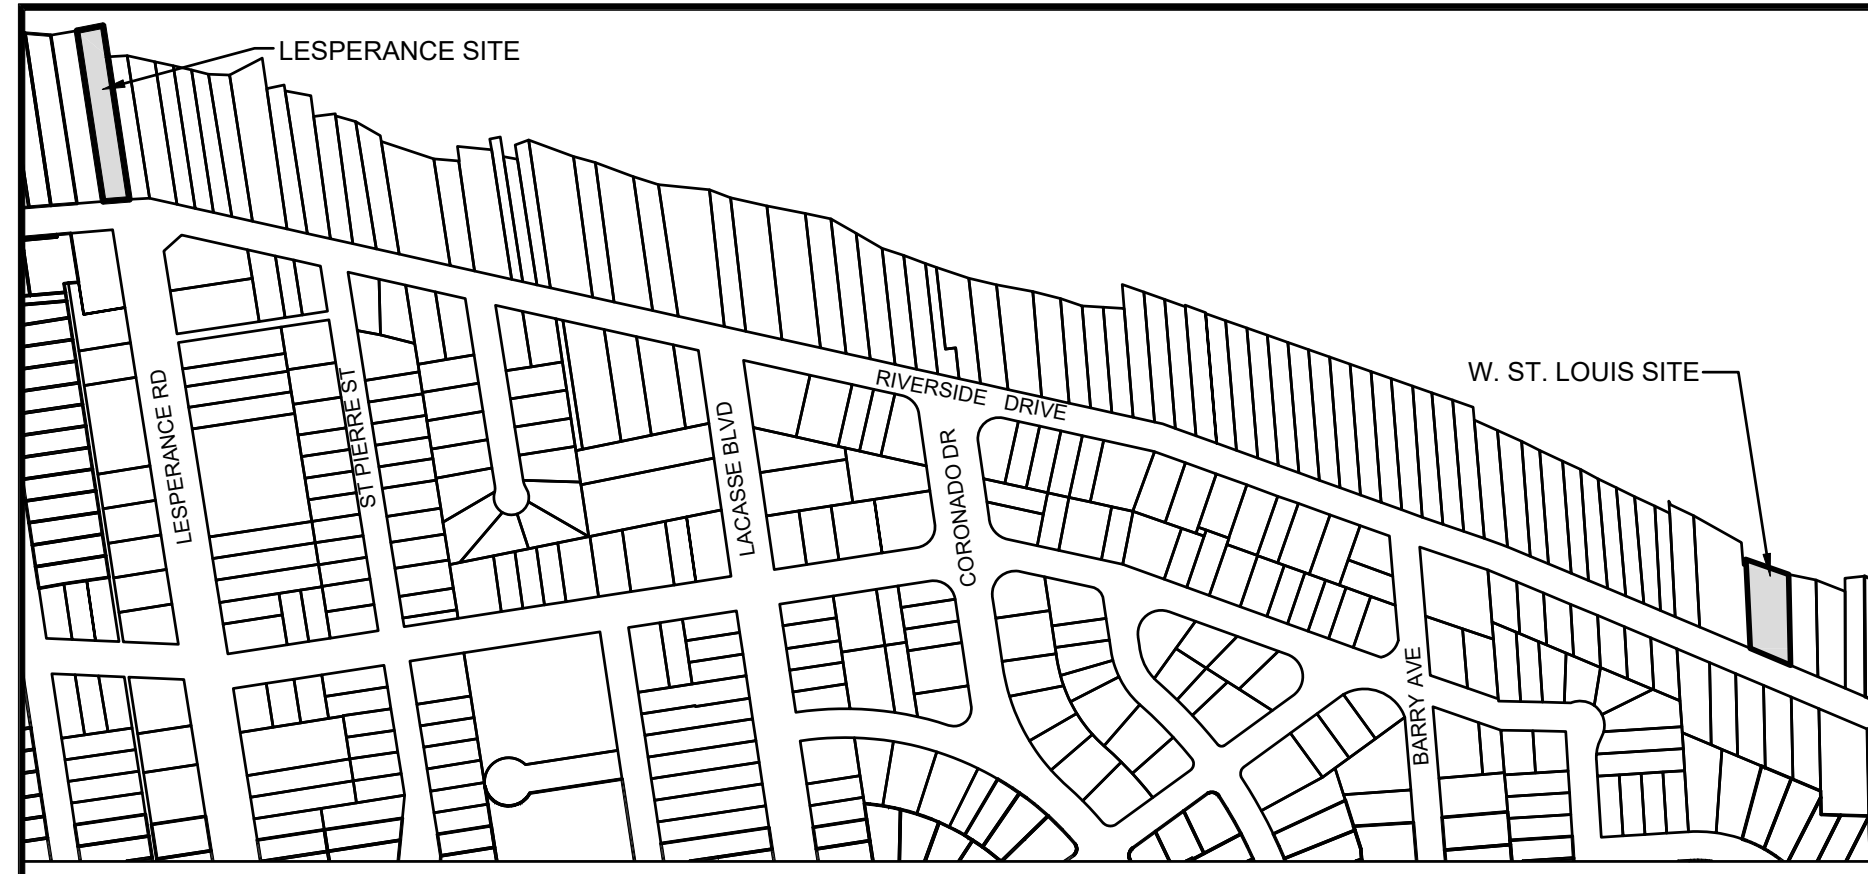 LESPERANCE SITE
W. ST. LOUIS SITE
RIVERSIDE DRIVE
LESPERANCE RD
ST PIERRE ST
LACASSE BLVD
CORONADO DR
BARRY AVE